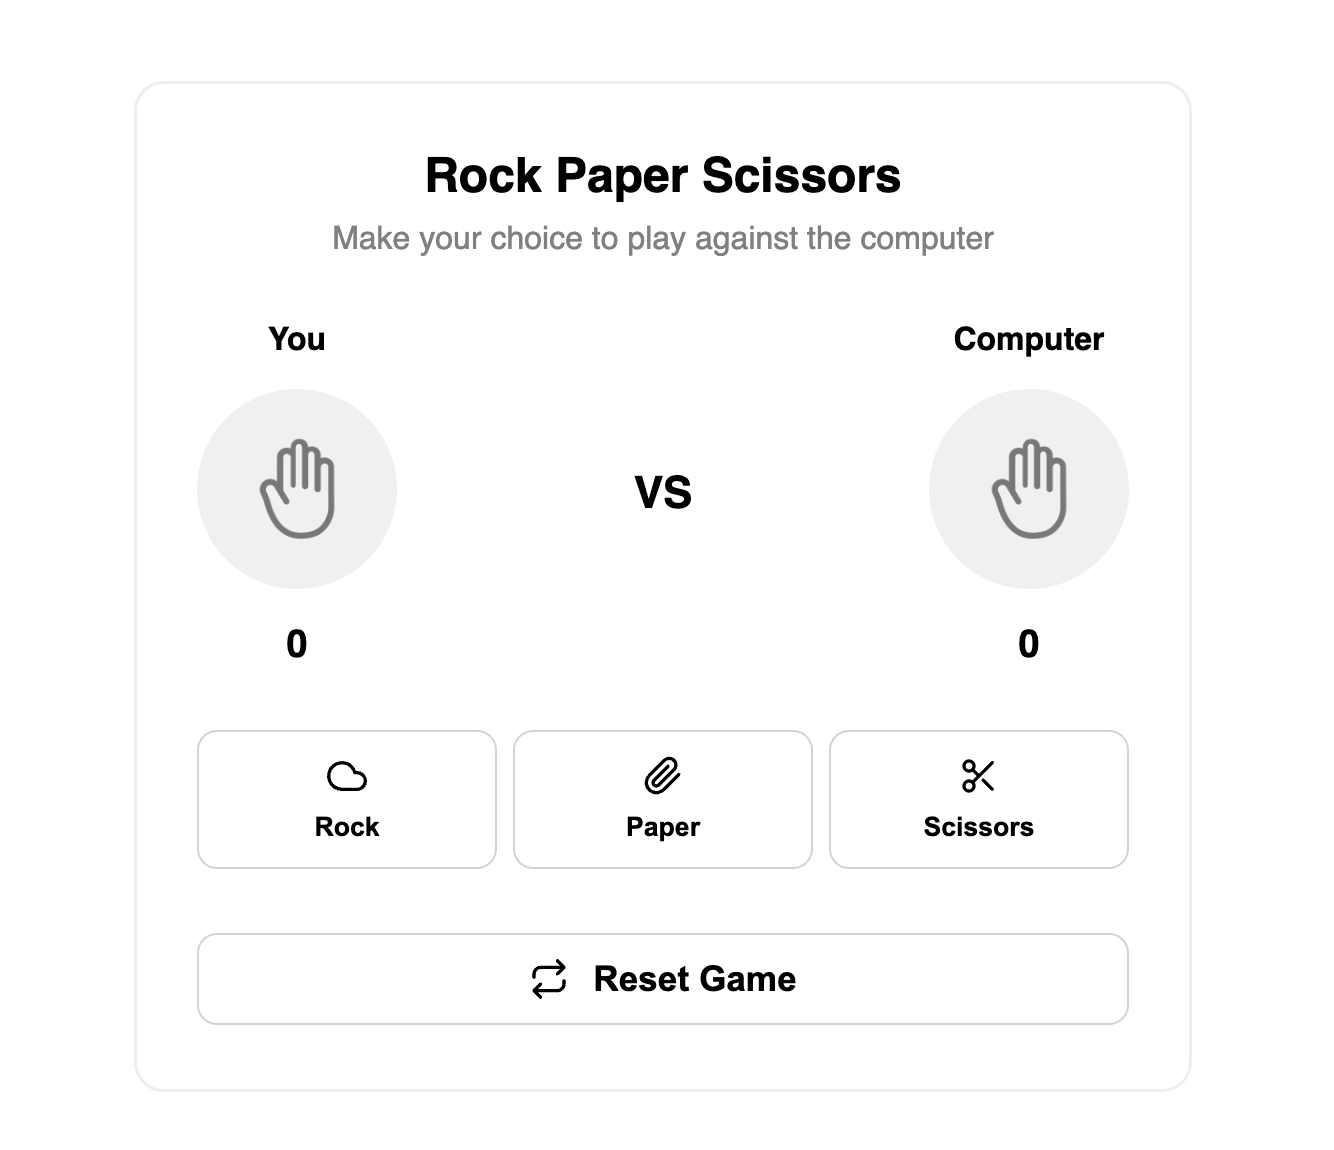 Rock Paper Scissors
Make your choice to play against the computer
You
Computer
VS
0
0
Rock
Paper
Scissors
Reset Game